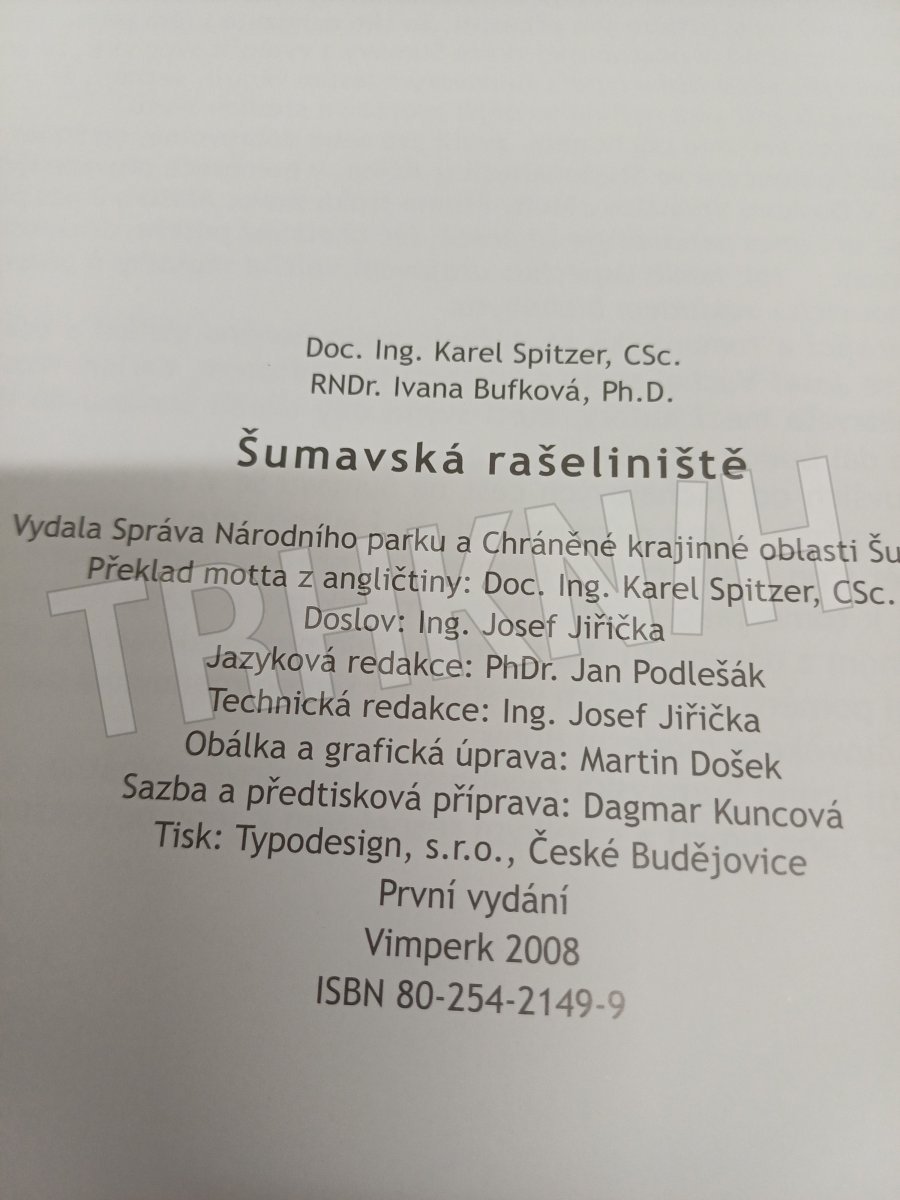 Doc. Ing. Karel Spitzer, CSc.
RNDr. Ivana Bufková, Ph.D.
Šumavská rašeliniště
Vydala Správa Národního parku a Chráněné krajinné oblasti Šu
Překlad motta z angličtiny: Doc. Ing. Karel Spitzer, CSc.
Doslov: Ing. Josef Jiřička
Jazyková redakce: PhDr. Jan Podlešák
Technická redakce: Ing. Josef Jiřička
Obálka a grafická úprava: Martin Došek
Sazba a předtisková příprava: Dagmar Kuncová
Tisk: Typodesign, s.r.o., České Budějovice
První vydání
Vimperk 2008
ISBN 80-254-2149-9